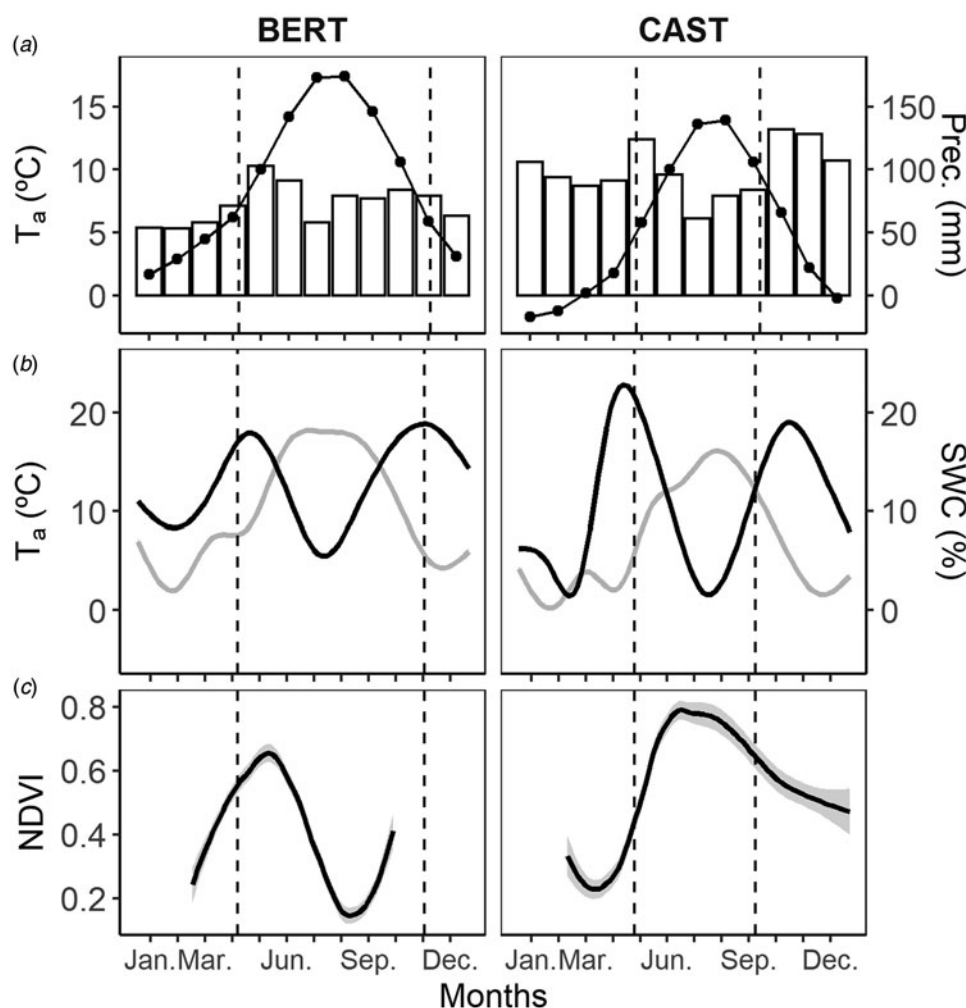 BERT CAST
(a)
Tₐ (ºC)
15
10
5
0
150
100
50
0
Prec. (mm)
(b)
Tₐ (ºC)
20
10
0
20
10
0
SWC (%)
(c)
NDVI
0.8
0.6
0.4
0.2
Jan. Mar. Jun. Sep. Dec. Jan. Mar. Jun. Sep. Dec.
Months